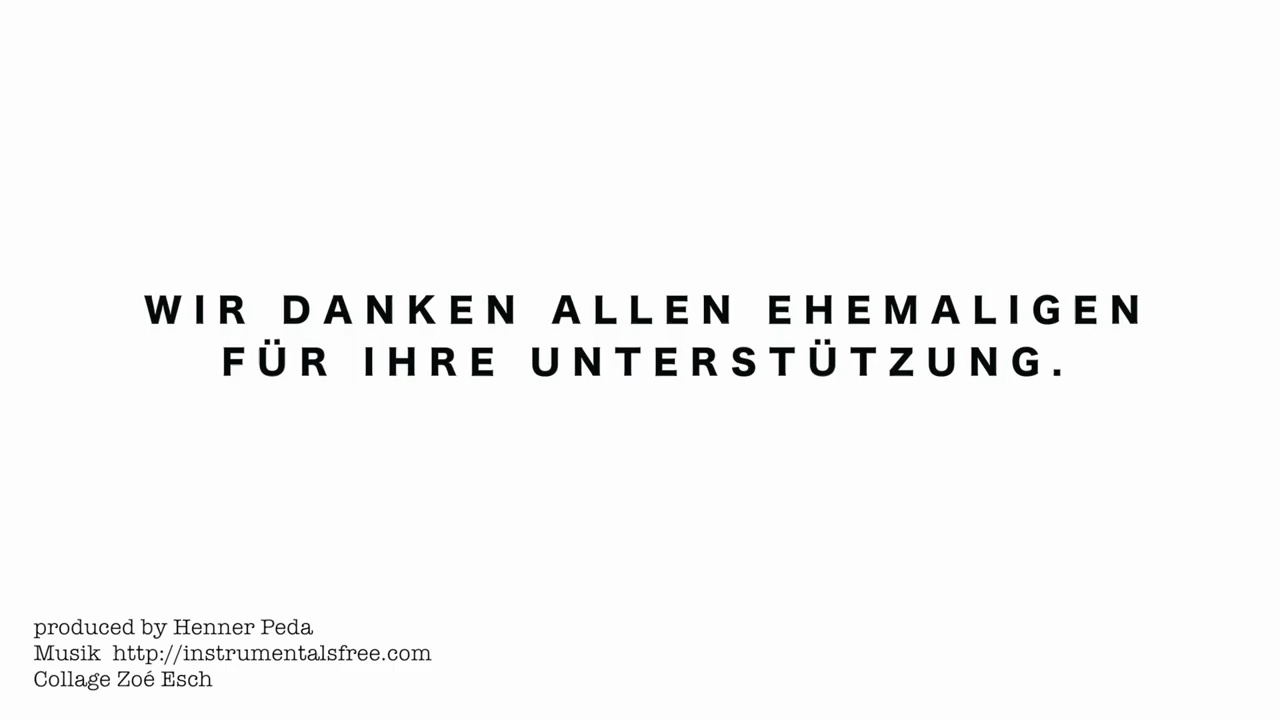 WIR DANKEN ALLEN EHEMALIGEN
FÜR IHRE UNTERSTÜTZUNG.
produced by Henner Peda
Musik  http://instrumentalsfree.com
Collage Zoé Esch